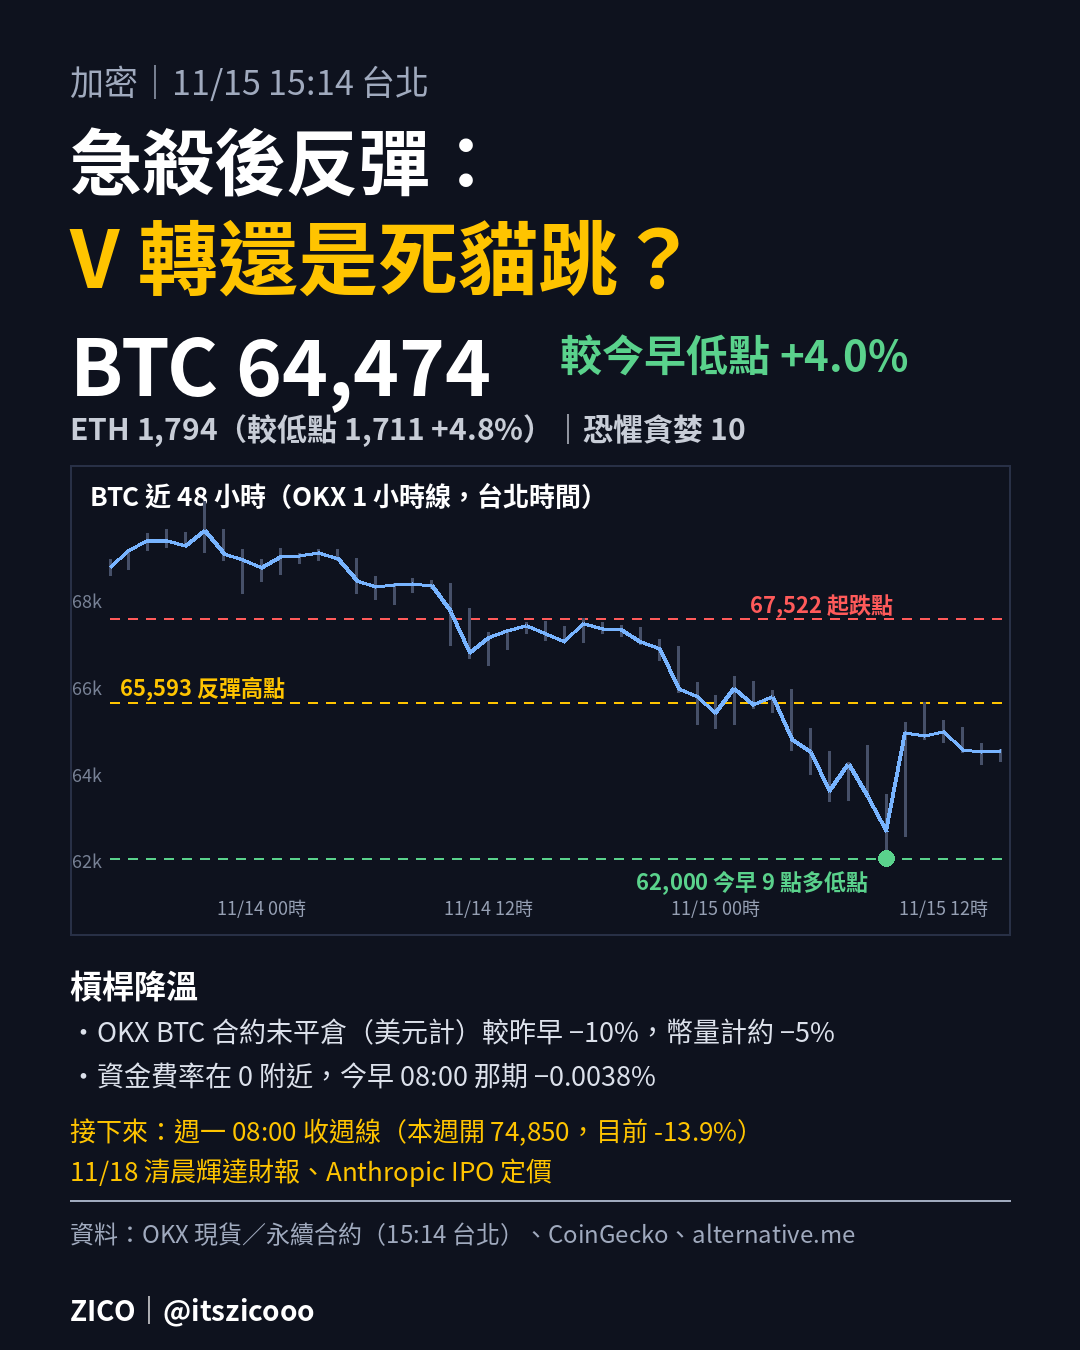 加密｜11/15 15:14 台北
急殺後反彈：
V 轉還是死貓跳？
BTC 64,474
較今早低點 +4.0%
ETH 1,794（較低點 1,711 +4.8%）｜恐懼貪婪 10
BTC 近 48 小時（OKX 1 小時線，台北時間）
68k
67,522 起跌點
66k
65,593 反彈高點
64k
62k
62,000 今早 9 點多低點
11/14 00時
11/14 12時
11/15 00時
11/15 12時
槓桿降溫
・OKX BTC 合約未平倉（美元計）較昨早 −10%，幣量計約 −5%
・資金費率在 0 附近，今早 08:00 那期 −0.0038%
接下來：週一 08:00 收週線（本週開 74,850，目前 -13.9%）
11/18 清晨輝達財報、Anthropic IPO 定價
資料：OKX 現貨／永續合約（15:14 台北）、CoinGecko、alternative.me
ZICO｜@itszicooo